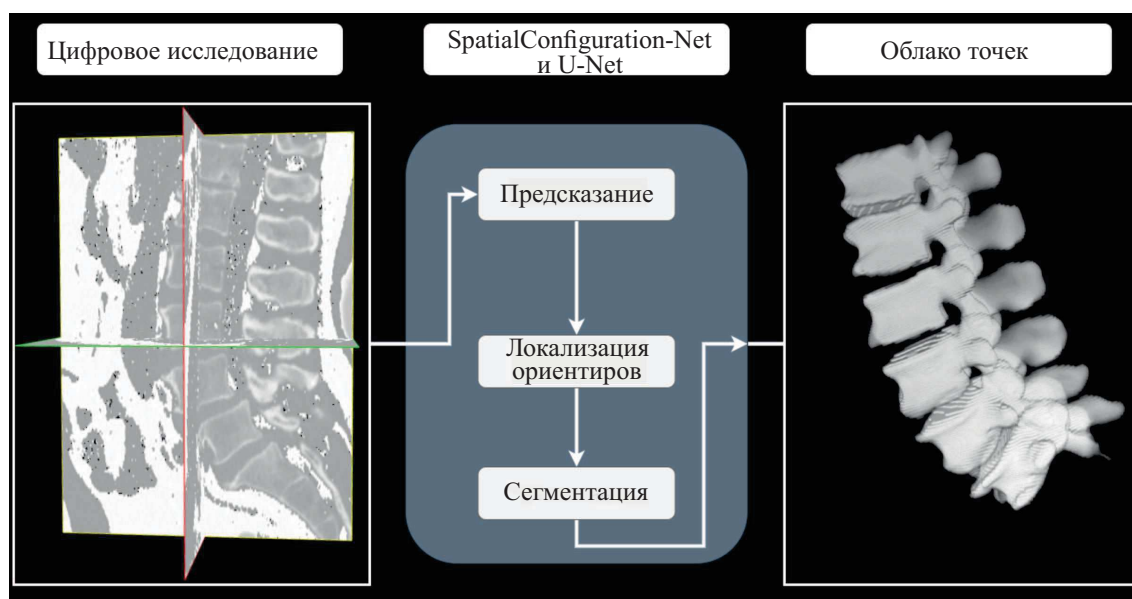 Цифровое исследование
SpatialConfiguration-Net
и U-Net
Облако точек
Предсказание
Локализация
ориентиров
Сегментация